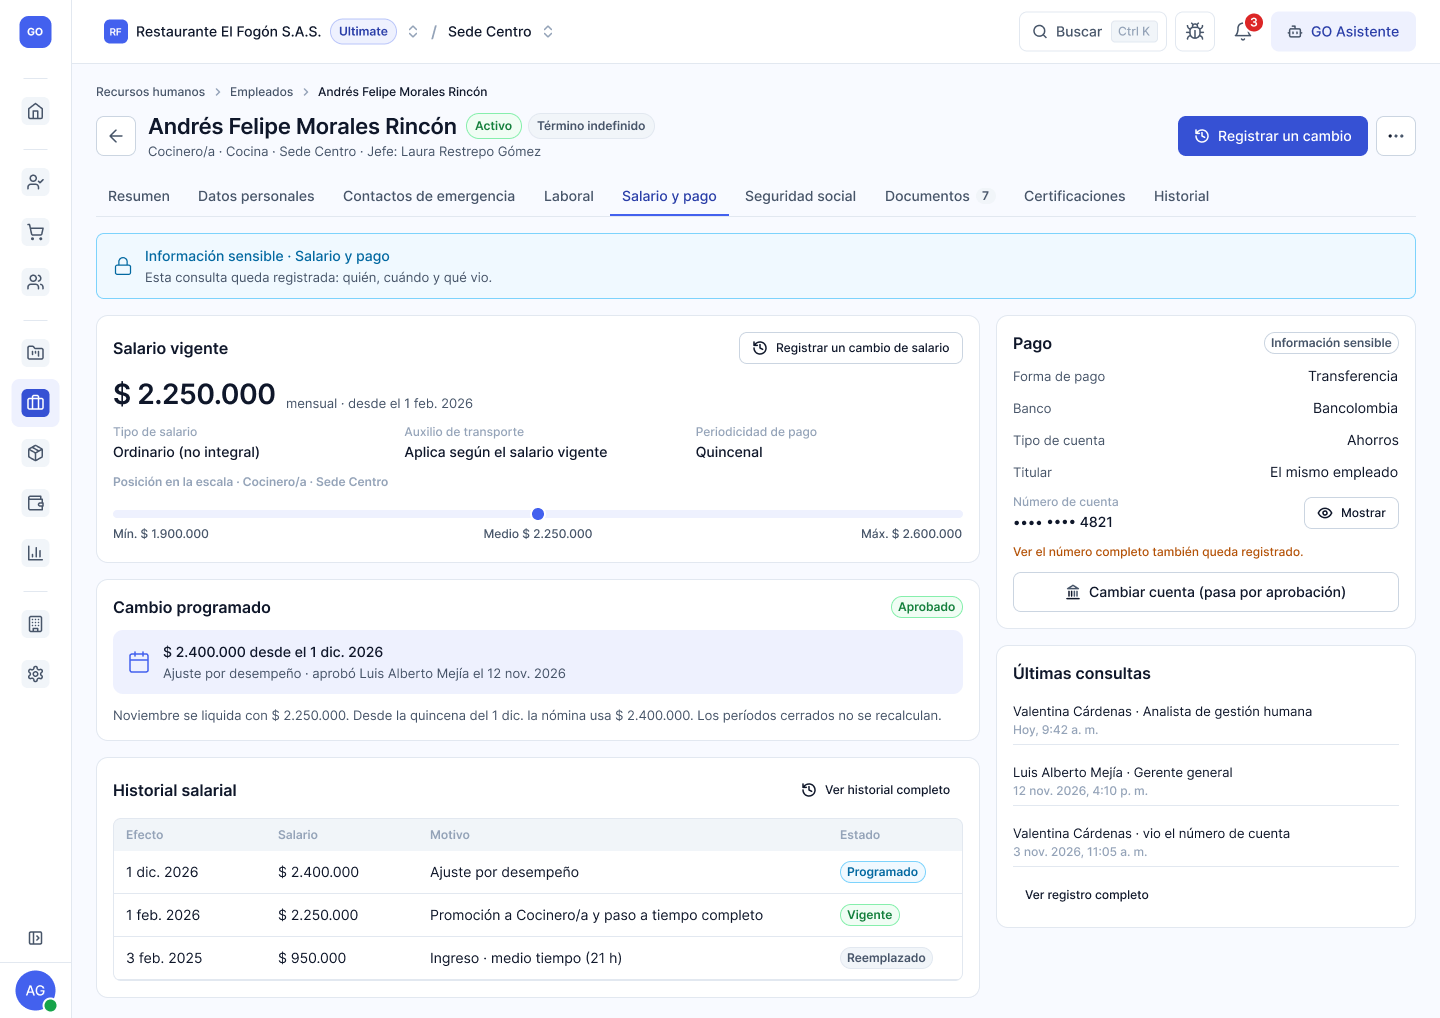 GO
RF Restaurante El Fogón S.A.S. Ultimate / Sede Centro
Buscar Ctrl K
3
GO Asistente
Recursos humanos > Empleados > Andrés Felipe Morales Rincón
Andrés Felipe Morales Rincón Activo Término indefinido
Cocinero/a · Cocina · Sede Centro · Jefe: Laura Restrepo Gómez
Registrar un cambio
Resumen Datos personales Contactos de emergencia Laboral Salario y pago Seguridad social Documentos 7 Certificaciones Historial
Información sensible · Salario y pago
Esta consulta queda registrada: quién, cuándo y qué vio.
Salario vigente
Registrar un cambio de salario
$ 2.250.000 mensual · desde el 1 feb. 2026
Tipo de salario Auxilio de transporte Periodicidad de pago
Ordinario (no integral) Aplica según el salario vigente Quincenal
Posición en la escala · Cocinero/a · Sede Centro
Mín. $ 1.900.000 Medio $ 2.250.000 Máx. $ 2.600.000
Cambio programado Aprobado
$ 2.400.000 desde el 1 dic. 2026
Ajuste por desempeño · aprobó Luis Alberto Mejía el 12 nov. 2026
Noviembre se liquida con $ 2.250.000. Desde la quincena del 1 dic. la nómina usa $ 2.400.000. Los períodos cerrados no se recalculan.
Historial salarial Ver historial completo
Efecto Salario Motivo Estado
1 dic. 2026 $ 2.400.000 Ajuste por desempeño Programado
1 feb. 2026 $ 2.250.000 Promoción a Cocinero/a y paso a tiempo completo Vigente
3 feb. 2025 $ 950.000 Ingreso · medio tiempo (21 h) Reemplazado
Pago Información sensible
Forma de pago Transferencia
Banco Bancolombia
Tipo de cuenta Ahorros
Titular El mismo empleado
Número de cuenta
•••• •••• 4821 Mostrar
Ver el número completo también queda registrado.
Cambiar cuenta (pasa por aprobación)
Últimas consultas
Valentina Cárdenas · Analista de gestión humana
Hoy, 9:42 a. m.
Luis Alberto Mejía · Gerente general
12 nov. 2026, 4:10 p. m.
Valentina Cárdenas · vio el número de cuenta
3 nov. 2026, 11:05 a. m.
Ver registro completo
AG